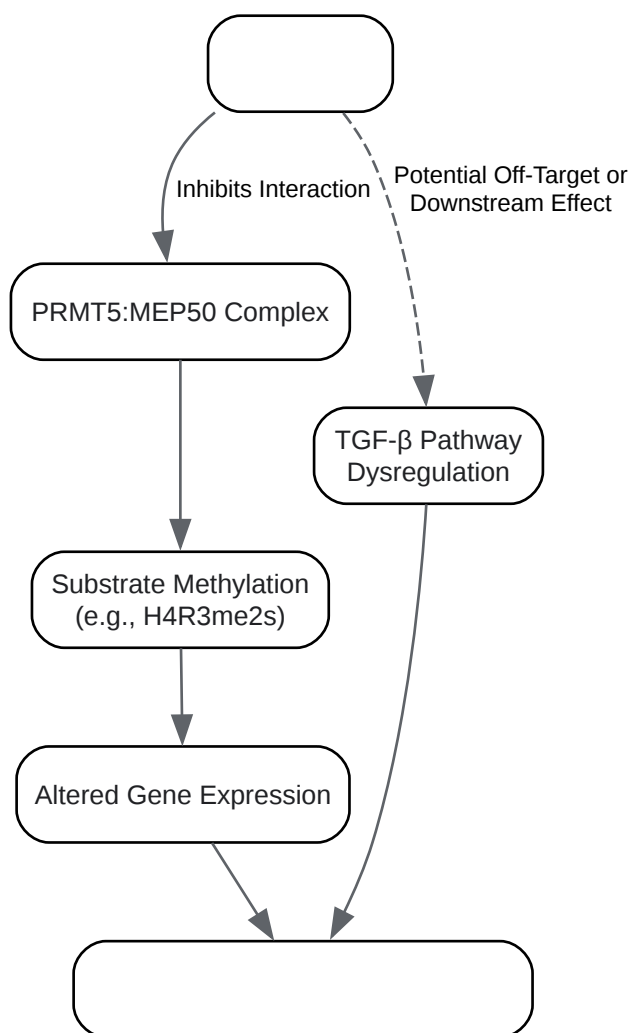 Inhibits Interaction
Potential Off-Target or
Downstream Effect
PRMT5:MEP50 Complex
TGF-β Pathway
Dysregulation
Substrate Methylation
(e.g., H4R3me2s)
Altered Gene Expression